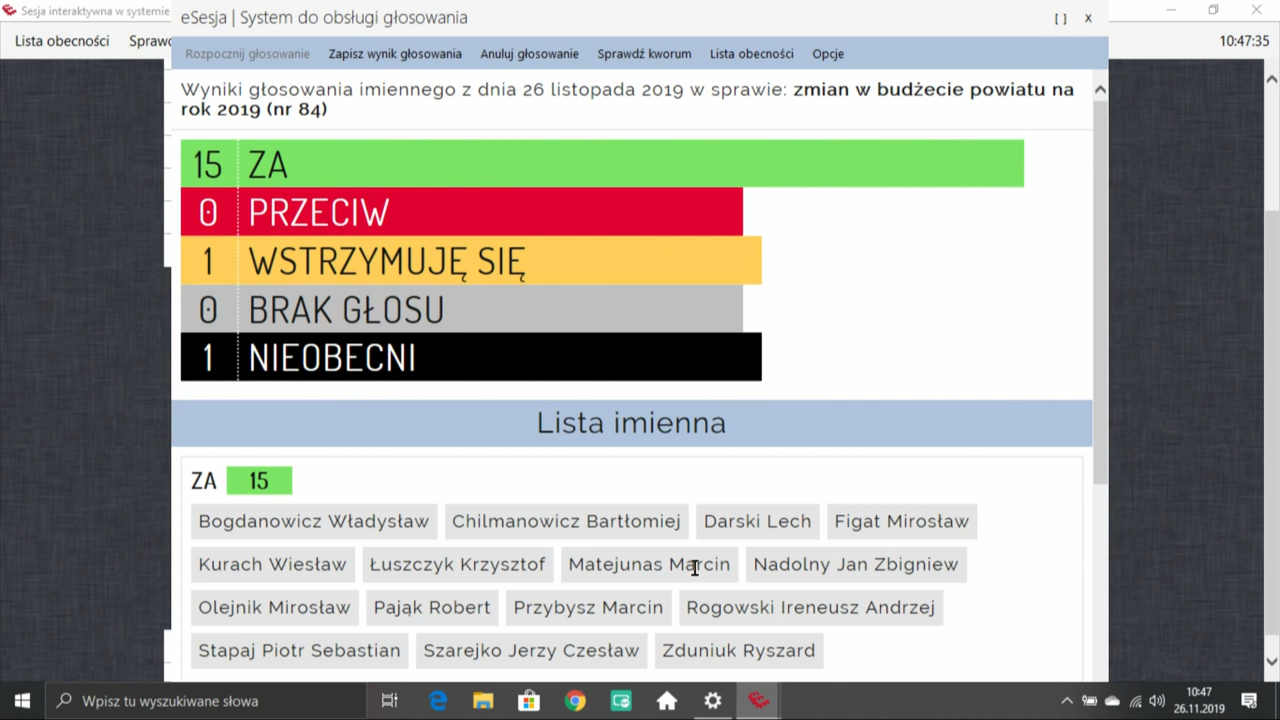 Sesja interaktywna w systemie
eSesja | System do obsługi głosowania
[ ] x
Lista obecności Sprawd
Rozpocznij głosowanie Zapisz wynik głosowania Anuluj głosowanie Sprawdź kworum Lista obecności Opcje
10:47:35
Wyniki głosowania imiennego z dnia 26 listopada 2019 w sprawie: zmian w budżecie powiatu na
rok 2019 (nr 84)
15 ZA
0 PRZECIW
1 WSTRZYMUJĘ SIĘ
0 BRAK GŁOSU
1 NIEOBECNI
Lista imienna
ZA 15
Bogdanowicz Władysław Chilmanowicz Bartłomiej Darski Lech Figat Mirosław
Kurach Wiesław Łuszczyk Krzysztof Matejunas Marcin Nadolny Jan Zbigniew
Olejnik Mirosław Pająk Robert Przybysz Marcin Rogowski Ireneusz Andrzej
Stapaj Piotr Sebastian Szarejko Jerzy Czesław Zduniuk Ryszard
Wpisz tu wyszukiwane słowa
10:47
26.11.2019